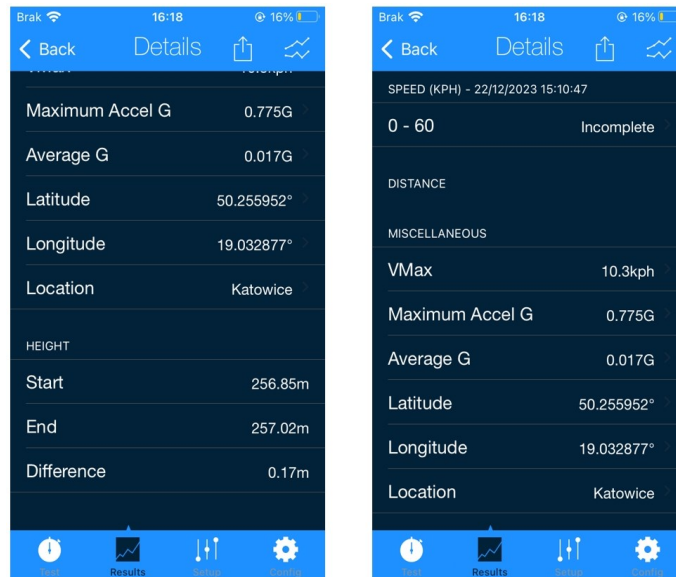 Brak 16:18 16%
Back Details
VMax 10.3kph
Maximum Accel G 0.775G
Average G 0.017G
Latitude 50.255952°
Longitude 19.032877°
Location Katowice
HEIGHT
Start 256.85m
End 257.02m
Difference 0.17m
Test Results Setup Config
Brak 16:18 16%
Back Details
SPEED (KPH) - 22/12/2023 15:10:47
0 - 60 Incomplete
DISTANCE
MISCELLANEOUS
VMax 10.3kph
Maximum Accel G 0.775G
Average G 0.017G
Latitude 50.255952°
Longitude 19.032877°
Location Katowice
Test Results Setup Config